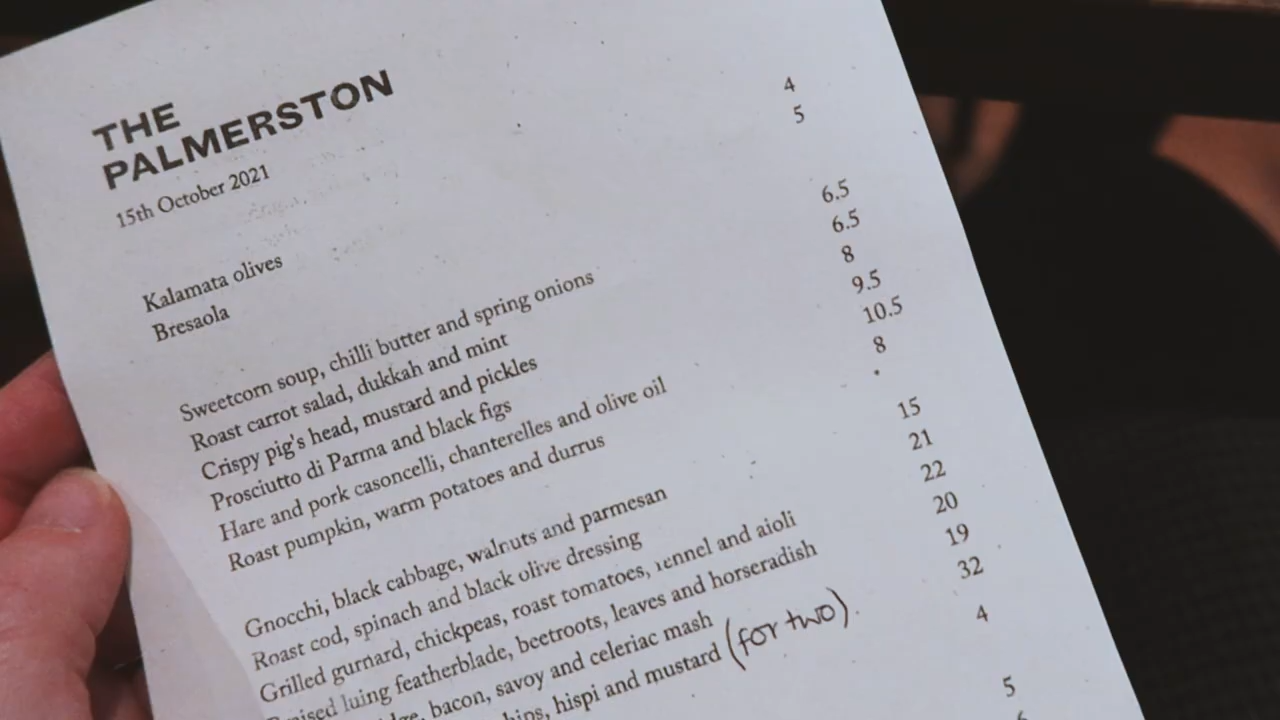 THE
PALMERSTON
15th October 2021
Kalamata olives 4
Bresaola 5
Sweetcorn soup, chilli butter and spring onions 6.5
Roast carrot salad, dukkah and mint 6.5
Crispy pig's head, mustard and pickles 8
Prosciutto di Parma and black figs 9.5
Hare and pork casoncelli, chanterelles and olive oil 10.5
Roast pumpkin, warm potatoes and durrus 8
Gnocchi, black cabbage, walnuts and parmesan 15
Roast cod, spinach and black olive dressing 21
Grilled gurnard, chickpeas, roast tomatoes, fennel and aioli 22
luing featherblade, beetroots, leaves and horseradish 20
bacon, savoy and celeriac mash 19
hispi and mustard (for two) 32
4
5